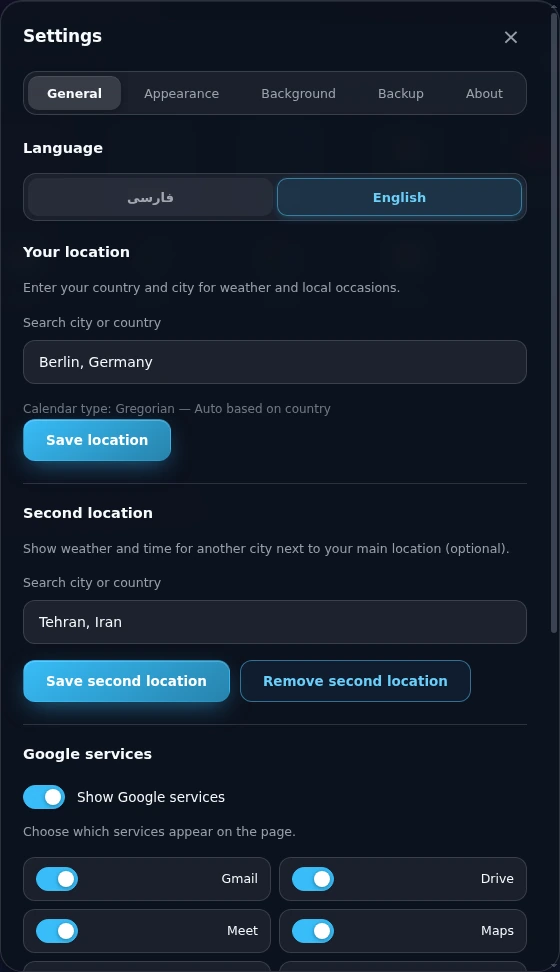 Settings
General Appearance Background Backup About
Language
فارسی English
Your location
Enter your country and city for weather and local occasions.
Search city or country
Berlin, Germany
Calendar type: Gregorian — Auto based on country
Save location
Second location
Show weather and time for another city next to your main location (optional).
Search city or country
Tehran, Iran
Save second location Remove second location
Google services
Show Google services
Choose which services appear on the page.
Gmail Drive
Meet Maps